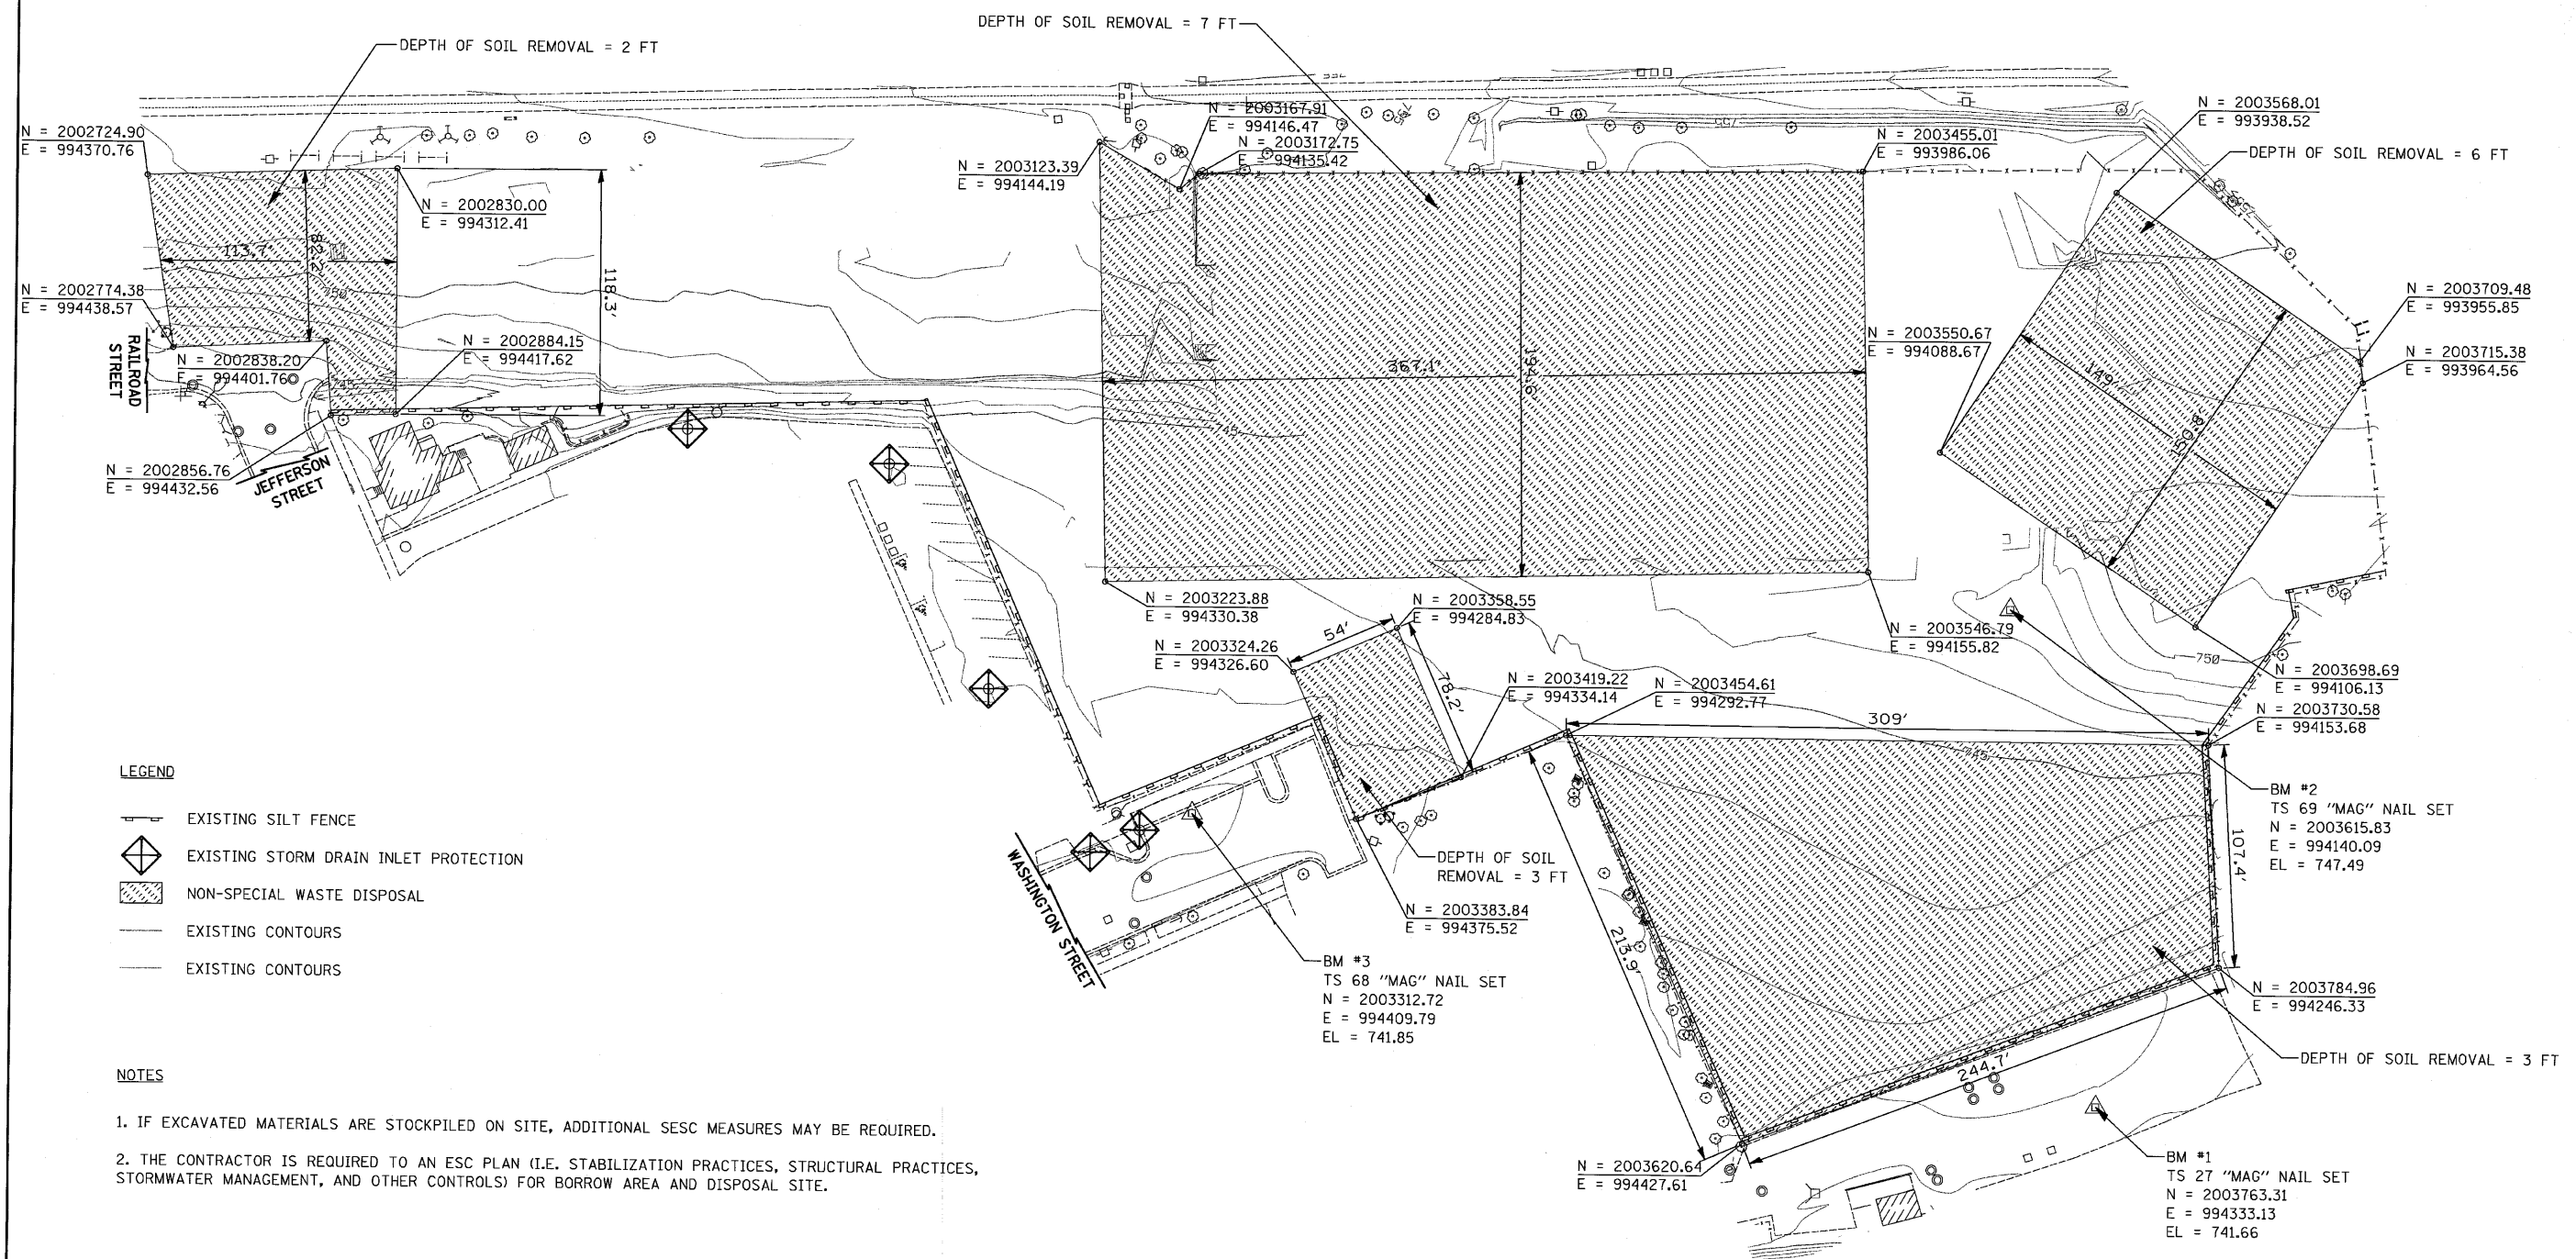 DEPTH OF SOIL REMOVAL = 7 FT
DEPTH OF SOIL REMOVAL = 2 FT
N = 2002724.90
E = 994370.76
N = 2003167.91
E = 994146.47
N = 2003172.75
E = 994135.42
N = 2003123.39
E = 994144.19
N = 2003455.01
E = 993986.06
N = 2003568.01
E = 993938.52
DEPTH OF SOIL REMOVAL = 6 FT
755
N = 2002830.00
E = 994312.41
113.7'
82.2'
118.3'
750
N = 2002774.38
E = 994438.57
RAILROAD
STREET
N = 2002838.20
E = 994401.76
N = 2002884.15
E = 994417.62
745
N = 2002856.76
E = 994432.56
JEFFERSON
STREET
367.1'
194.6'
745
N = 2003550.67
E = 994088.67
149'
150.8'
N = 2003709.48
E = 993955.85
N = 2003715.38
E = 993964.56
N = 2003223.88
E = 994330.38
N = 2003358.55
E = 994284.83
54'
N = 2003324.26
E = 994326.60
78.2'
N = 2003419.22
E = 994334.14
N = 2003454.61
E = 994292.77
N = 2003546.79
E = 994155.82
750
N = 2003698.69
E = 994106.13
N = 2003730.58
E = 994153.68
309'
745
107.4'
BM #2
TS 69 "MAG" NAIL SET
N = 2003615.83
E = 994140.09
EL = 747.49
LEGEND
EXISTING SILT FENCE
EXISTING STORM DRAIN INLET PROTECTION
NON-SPECIAL WASTE DISPOSAL
EXISTING CONTOURS
EXISTING CONTOURS
WASHINGTON STREET
DEPTH OF SOIL
REMOVAL = 3 FT
N = 2003383.84
E = 994375.52
BM #3
TS 68 "MAG" NAIL SET
N = 2003312.72
E = 994409.79
EL = 741.85
213.9'
244.7'
N = 2003784.96
E = 994246.33
DEPTH OF SOIL REMOVAL = 3 FT
N = 2003620.64
E = 994427.61
BM #1
TS 27 "MAG" NAIL SET
N = 2003763.31
E = 994333.13
EL = 741.66
NOTES
1. IF EXCAVATED MATERIALS ARE STOCKPILED ON SITE, ADDITIONAL SESC MEASURES MAY BE REQUIRED.
2. THE CONTRACTOR IS REQUIRED TO AN ESC PLAN (I.E. STABILIZATION PRACTICES, STRUCTURAL PRACTICES,
STORMWATER MANAGEMENT, AND OTHER CONTROLS) FOR BORROW AREA AND DISPOSAL SITE.